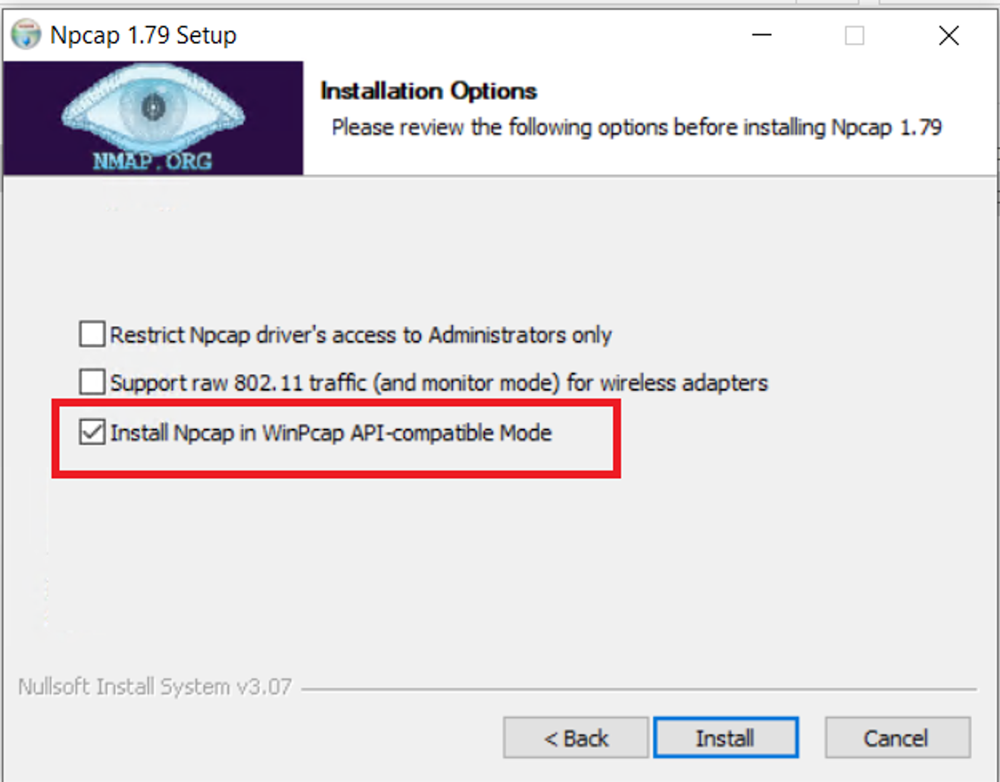 Npcap 1.79 Setup
NMAP.ORG
Installation Options
Please review the following options before installing Npcap 1.79
Restrict Npcap driver's access to Administrators only
Support raw 802.11 traffic (and monitor mode) for wireless adapters
Install Npcap in WinPcap API-compatible Mode
Nullsoft Install System v3.07
< Back
Install
Cancel